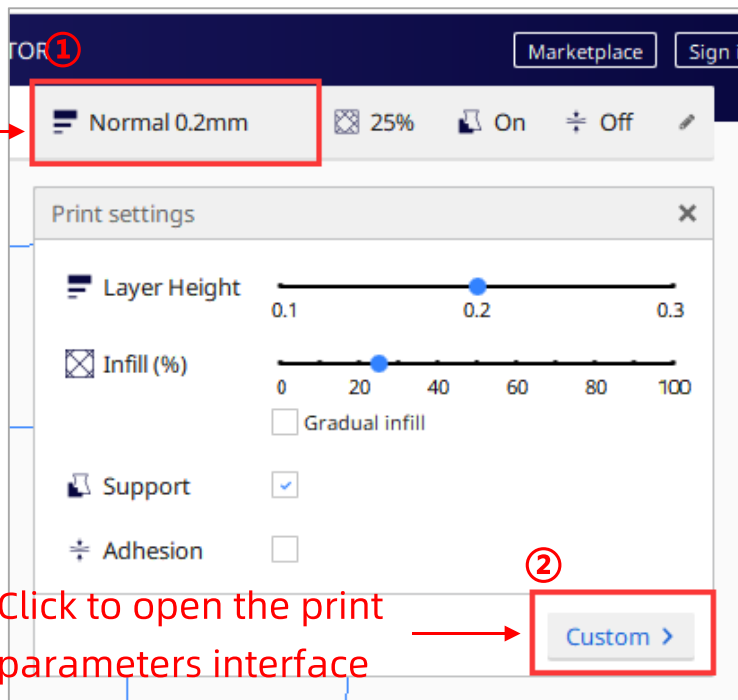 TOR ①
Marketplace
Sign i
Normal 0.2mm
25%
On
Off
Print settings
Layer Height
0.1 0.2 0.3
Infill (%)
0 20 40 60 80 100
Gradual infill
Support
Adhesion
②
Click to open the print
parameters interface
Custom